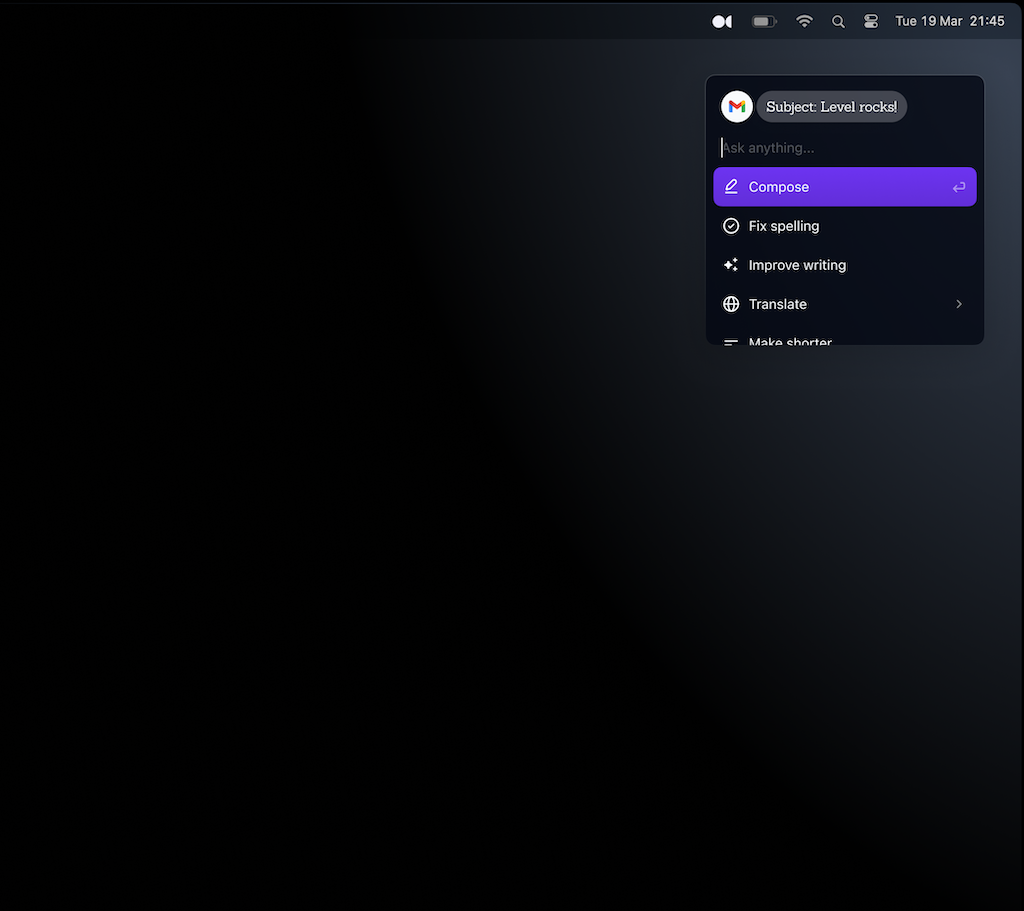 Tue 19 Mar 21:45
Subject: Level rocks!
Ask anything...
Compose
Fix spelling
Improve writing
Translate
Make shorter